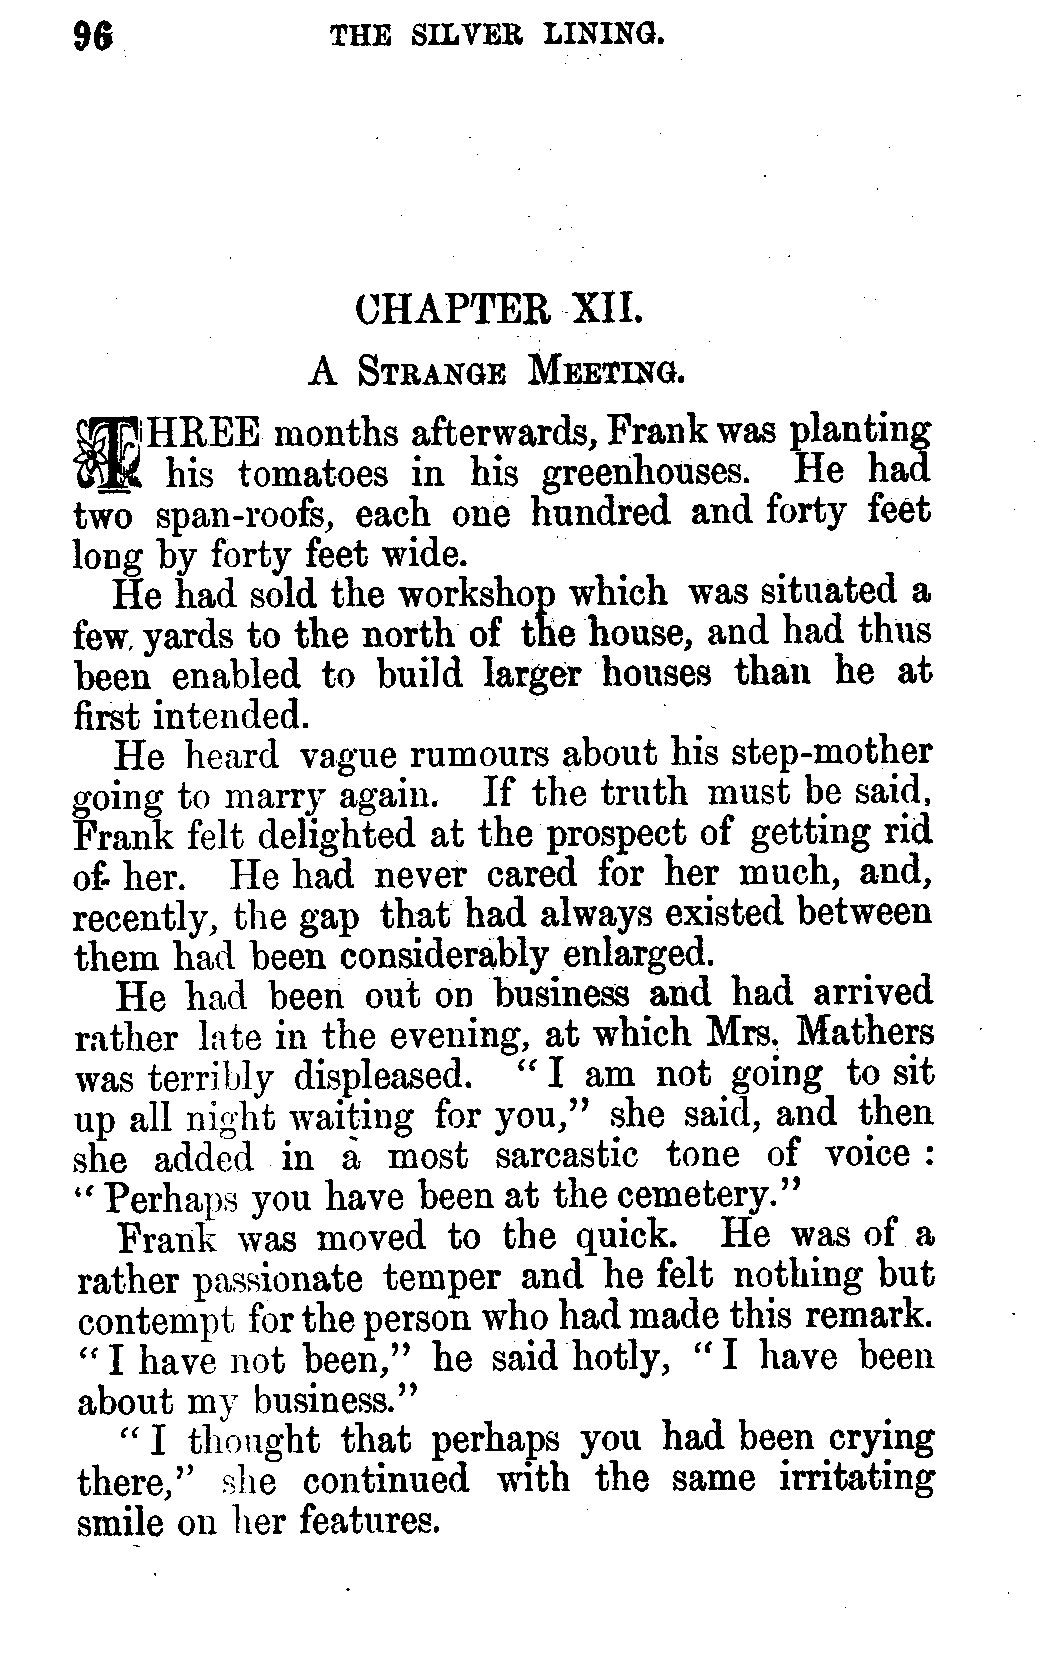 96 THE SILVER LINING.
CHAPTER XII.
A STRANGE MEETING.
THREE months afterwards, Frank was planting
his tomatoes in his greenhouses. He had
two span-roofs, each one hundred and forty feet
long by forty feet wide.
He had sold the workshop which was situated a
few yards to the north of the house, and had thus
been enabled to build larger houses than he at
first intended.
He heard vague rumours about his step-mother
going to marry again. If the truth must be said,
Frank felt delighted at the prospect of getting rid
of her. He had never cared for her much, and,
recently, the gap that had always existed between
them had been considerably enlarged.
He had been out on business and had arrived
rather late in the evening, at which Mrs. Mathers
was terribly displeased. "I am not going to sit
up all night waiting for you," she said, and then
she added in a most sarcastic tone of voice :
"Perhaps you have been at the cemetery."
Frank was moved to the quick. He was of a
rather passionate temper and he felt nothing but
contempt for the person who had made this remark.
"I have not been," he said hotly, "I have been
about my business."
"I thought that perhaps you had been crying
there," she continued with the same irritating
smile on her features.